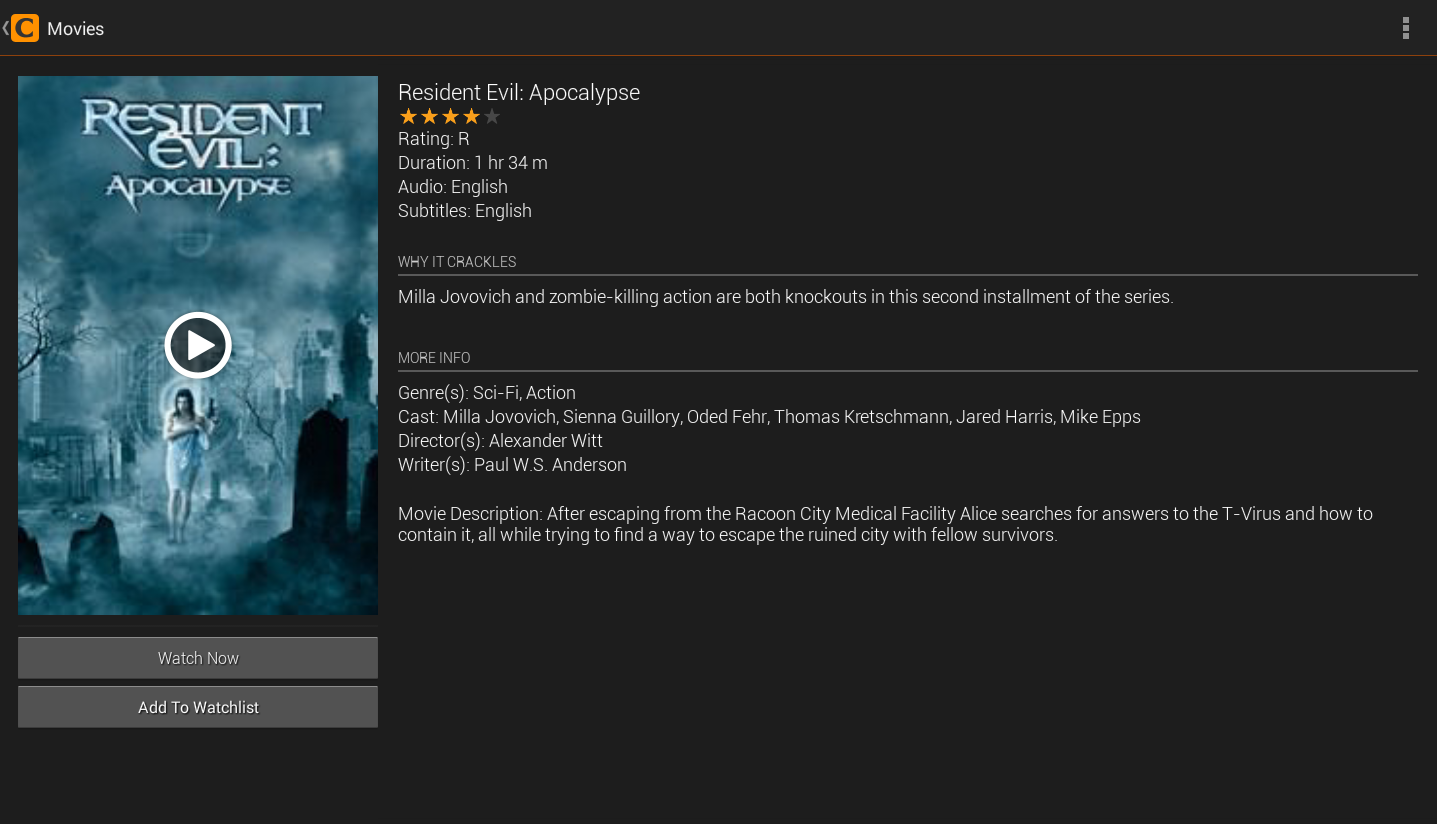 C Movies
RESIDENT
EVIL:
APOCALYPSE
Resident Evil: Apocalypse
Rating: R
Duration: 1 hr 34 m
Audio: English
Subtitles: English
WHY IT CRACKLES
Milla Jovovich and zombie-killing action are both knockouts in this second installment of the series.
MORE INFO
Genre(s): Sci-Fi, Action
Cast: Milla Jovovich, Sienna Guillory, Oded Fehr, Thomas Kretschmann, Jared Harris, Mike Epps
Director(s): Alexander Witt
Writer(s): Paul W.S. Anderson
Movie Description: After escaping from the Racoon City Medical Facility Alice searches for answers to the T-Virus and how to
contain it, all while trying to find a way to escape the ruined city with fellow survivors.
Watch Now
Add To Watchlist